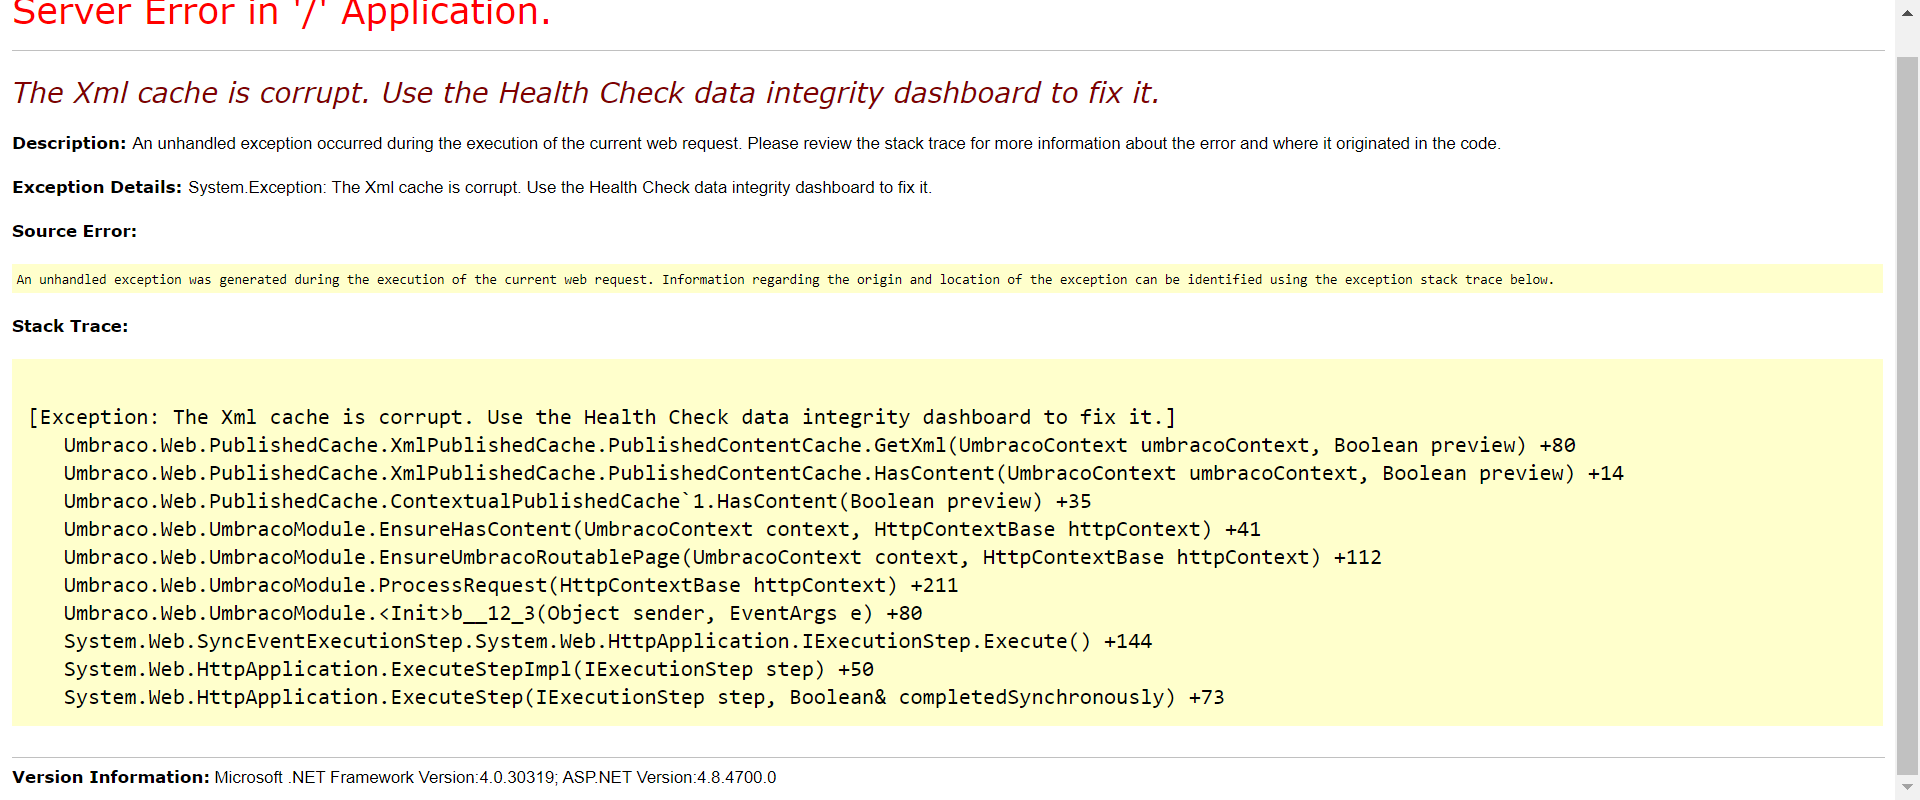 Server Error in '/' Application.
The Xml cache is corrupt. Use the Health Check data integrity dashboard to fix it.
Description: An unhandled exception occurred during the execution of the current web request. Please review the stack trace for more information about the error and where it originated in the code.
Exception Details: System.Exception: The Xml cache is corrupt. Use the Health Check data integrity dashboard to fix it.
Source Error:
An unhandled exception was generated during the execution of the current web request. Information regarding the origin and location of the exception can be identified using the exception stack trace below.
Stack Trace:
[Exception: The Xml cache is corrupt. Use the Health Check data integrity dashboard to fix it.]
Umbraco.Web.PublishedCache.XmlPublishedCache.PublishedContentCache.GetXml(UmbracoContext umbracoContext, Boolean preview) +80
Umbraco.Web.PublishedCache.XmlPublishedCache.PublishedContentCache.HasContent(UmbracoContext umbracoContext, Boolean preview) +14
Umbraco.Web.PublishedCache.ContextualPublishedCache`1.HasContent(Boolean preview) +35
Umbraco.Web.UmbracoModule.EnsureHasContent(UmbracoContext context, HttpContextBase httpContext) +41
Umbraco.Web.UmbracoModule.EnsureUmbracoRoutablePage(UmbracoContext context, HttpContextBase httpContext) +112
Umbraco.Web.UmbracoModule.ProcessRequest(HttpContextBase httpContext) +211
Umbraco.Web.UmbracoModule.<Init>b__12_3(Object sender, EventArgs e) +80
System.Web.SyncEventExecutionStep.System.Web.HttpApplication.IExecutionStep.Execute() +144
System.Web.HttpApplication.ExecuteStepImpl(IExecutionStep step) +50
System.Web.HttpApplication.ExecuteStep(IExecutionStep step, Boolean& completedSynchronously) +73
Version Information: Microsoft .NET Framework Version:4.0.30319; ASP.NET Version:4.8.4700.0